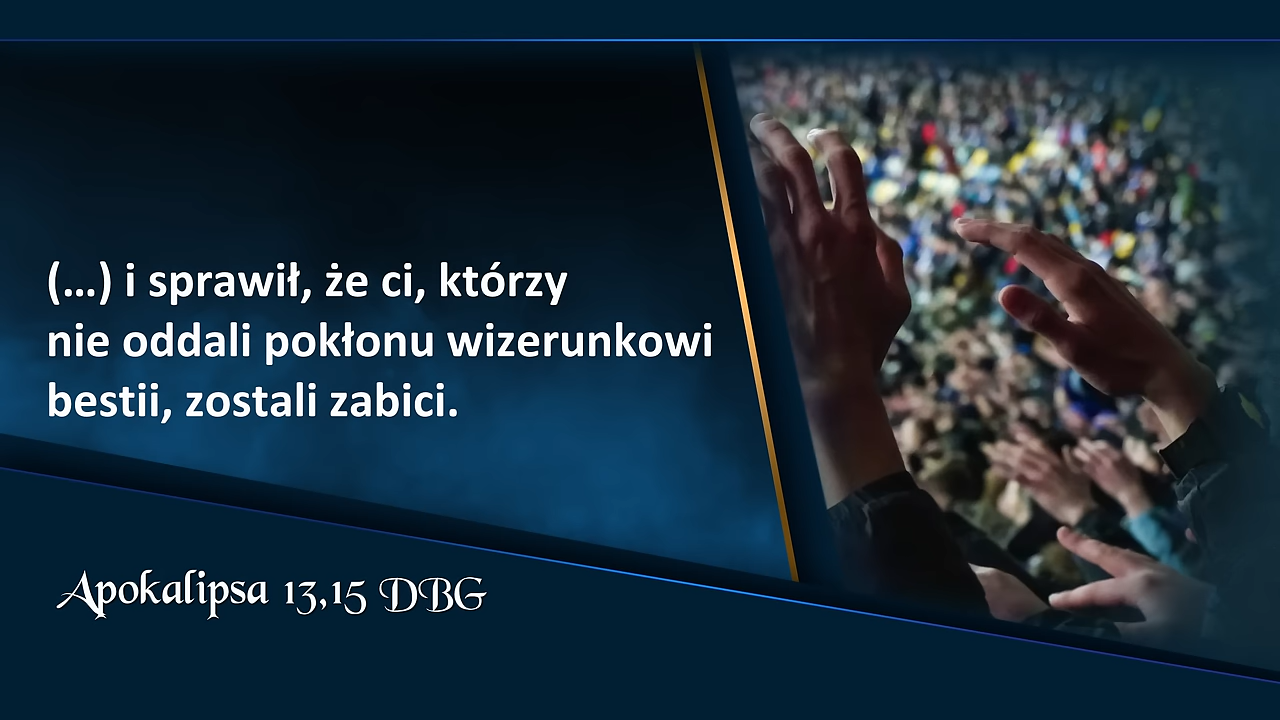 (...) i sprawił, że ci, którzy
nie oddali pokłonu wizerunkowi
bestii, zostali zabici.
Apokalipsa 13,15 DBG